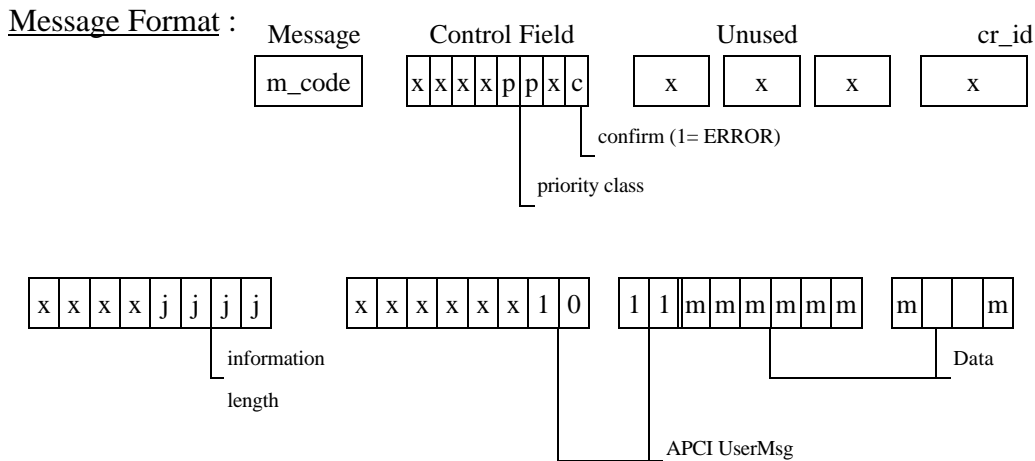 Message Format :
Message Control Field Unused cr_id
m_code x x x x p p x c x x x x
confirm (1= ERROR)
priority class
x x x x j j j j x x x x x x 1 0 1 1 m m m m m m m m
information
length
Data
APCI UserMsg